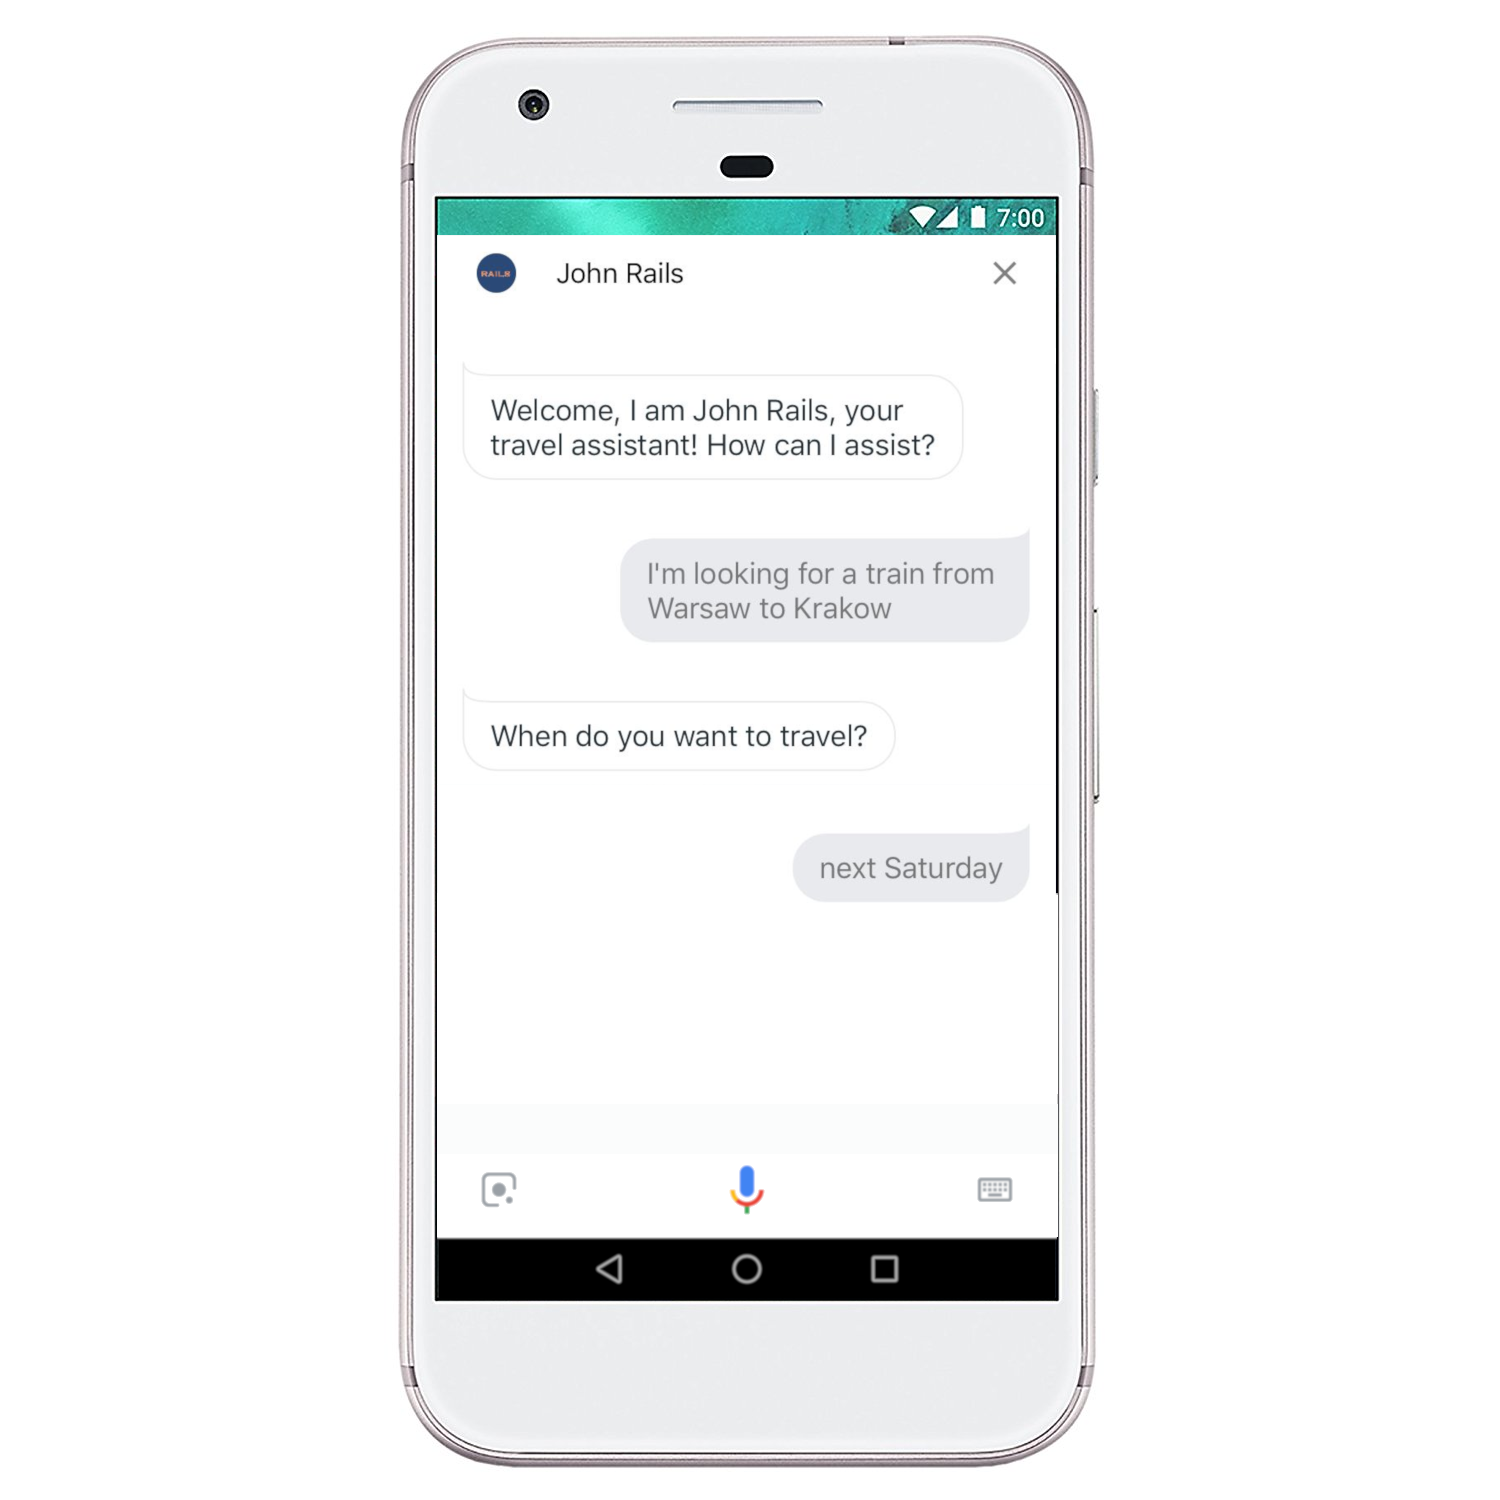 7:00
RAILS
John Rails
Welcome, I am John Rails, your
travel assistant! How can I assist?
I'm looking for a train from
Warsaw to Krakow
When do you want to travel?
next Saturday